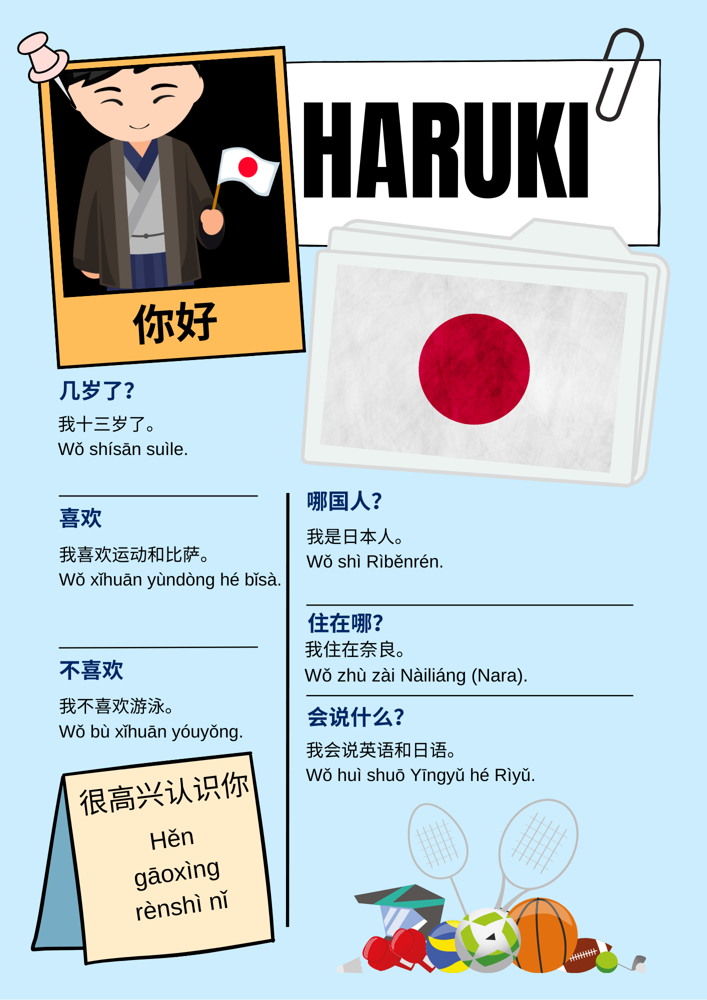 HARUKI
你好
几岁了?
我十三岁了。
Wǒ shísān suìle.
喜欢
我喜欢运动和比萨。
Wǒ xǐhuān yùndòng hé bǐsà.
不喜欢
我不喜欢游泳。
Wǒ bù xǐhuān yóuyǒng.
很高兴认识你
Hěn
gāoxìng
rènshì nǐ
哪国人?
我是日本人。
Wǒ shì Rìběnrén.
住在哪?
我住在奈良。
Wǒ zhù zài Nàiliáng (Nara).
会说什么?
我会说英语和日语。
Wǒ huì shuō Yīngyǔ hé Rìyǔ.